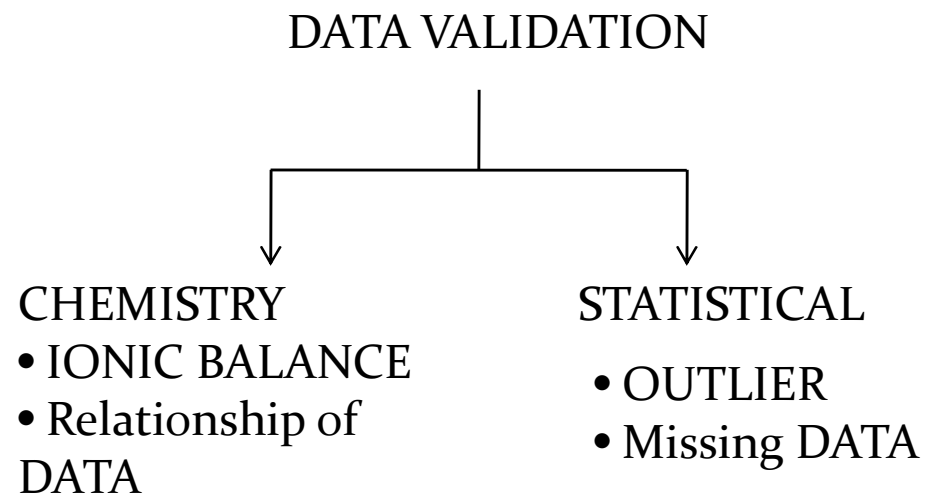 DATA VALIDATION
CHEMISTRY
• IONIC BALANCE
• Relationship of
DATA
STATISTICAL
• OUTLIER
• Missing DATA